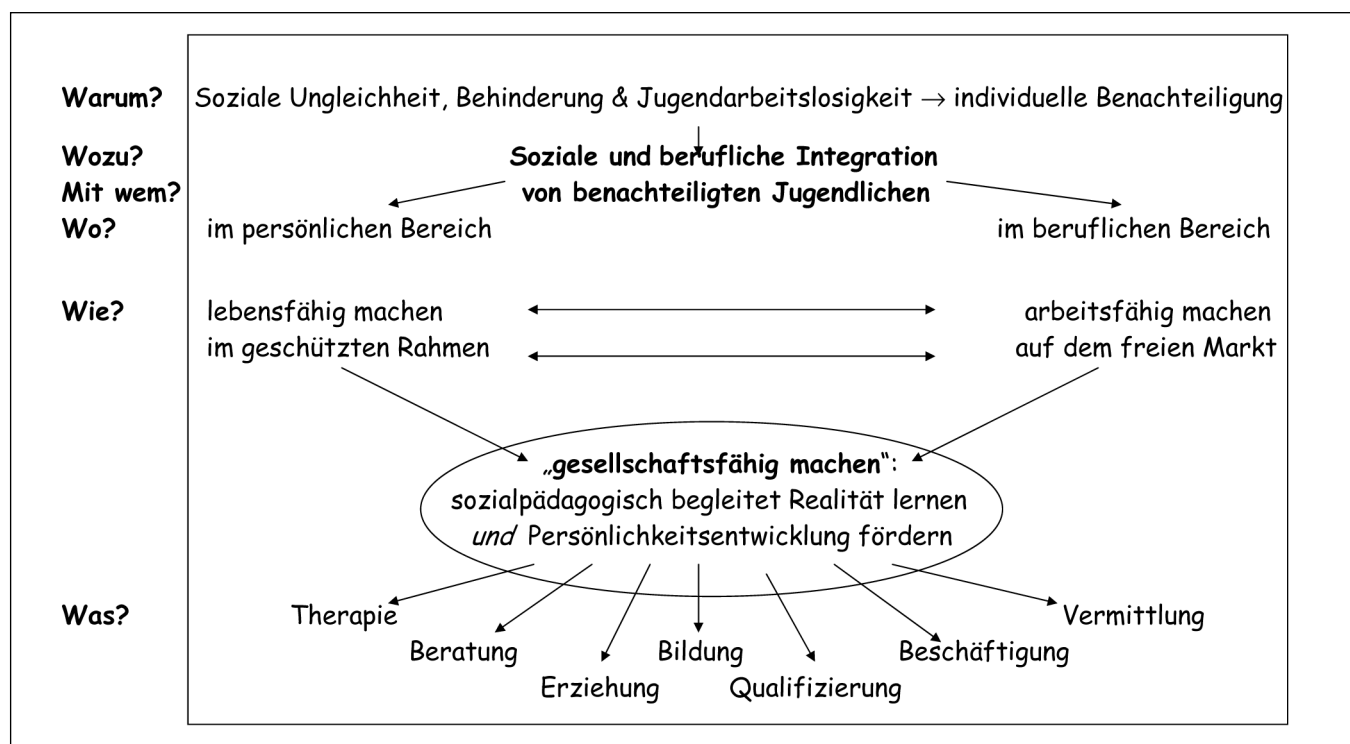 Warum? Soziale Ungleichheit, Behinderung & Jugendarbeitslosigkeit → individuelle Benachteiligung
Wozu? Soziale und berufliche Integration
Mit wem? von benachteiligten Jugendlichen
Wo? im persönlichen Bereich im beruflichen Bereich
Wie? lebensfähig machen arbeitsfähig machen
im geschützten Rahmen auf dem freien Markt
„gesellschaftsfähig machen“:
sozialpädagogisch begleitet Realität lernen
und Persönlichkeitsentwicklung fördern
Was? Therapie Vermittlung
Beratung Bildung Beschäftigung
Erziehung Qualifizierung